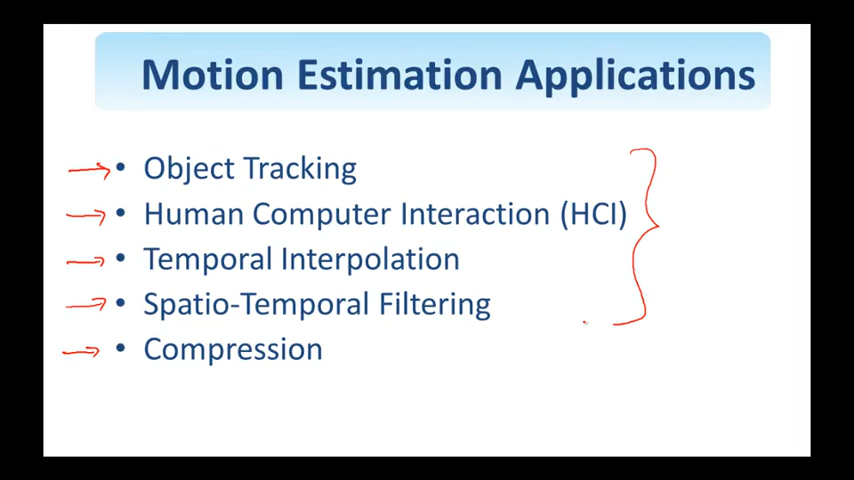 Motion Estimation Applications
• Object Tracking
• Human Computer Interaction (HCI)
• Temporal Interpolation
• Spatio-Temporal Filtering
• Compression